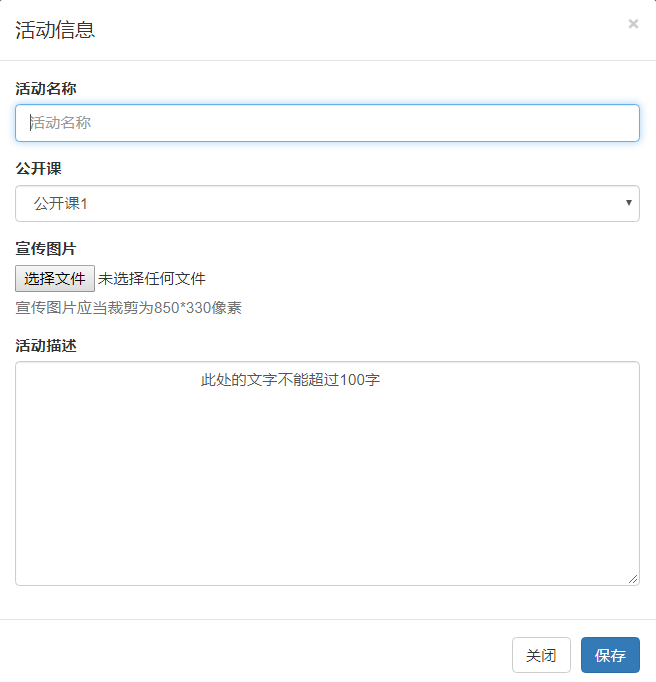 活动信息
×
活动名称
活动名称
公开课
公开课1
宣传图片
选择文件 未选择任何文件
宣传图片应当裁剪为850*330像素
活动描述
此处的文字不能超过100字
关闭 保存